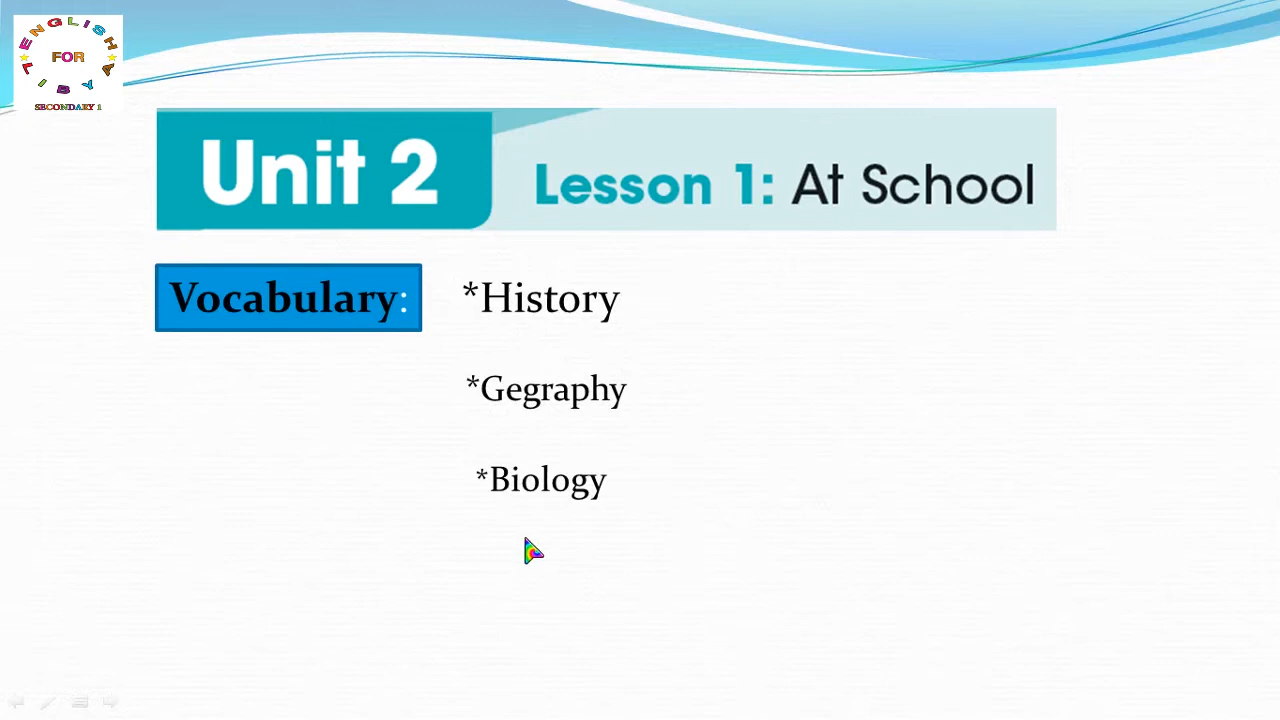 ENGLISH
FOR
LIBYA
SECONDARY 1
Unit 2
Lesson 1: At School
Vocabulary:
*History
*Gegraphy
*Biology